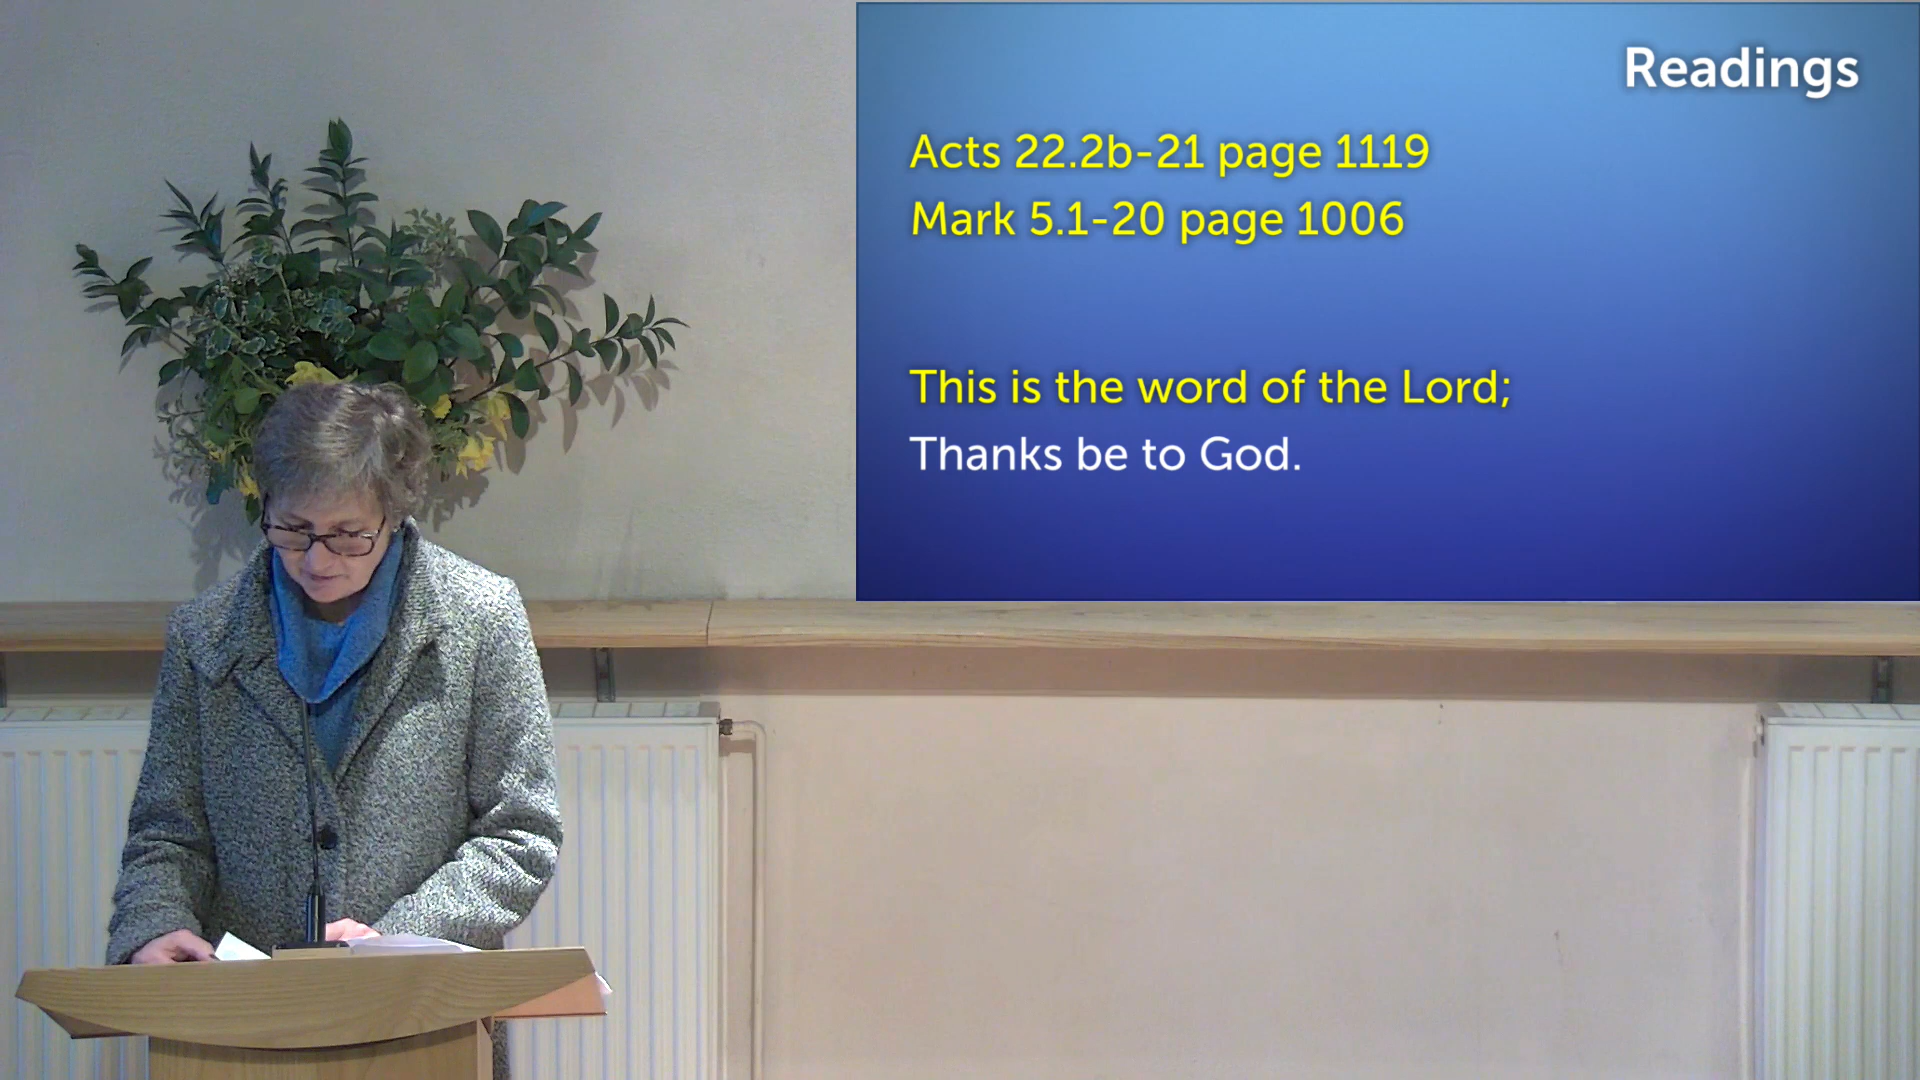 Readings
Acts 22.2b-21 page 1119
Mark 5.1-20 page 1006
This is the word of the Lord;
Thanks be to God.